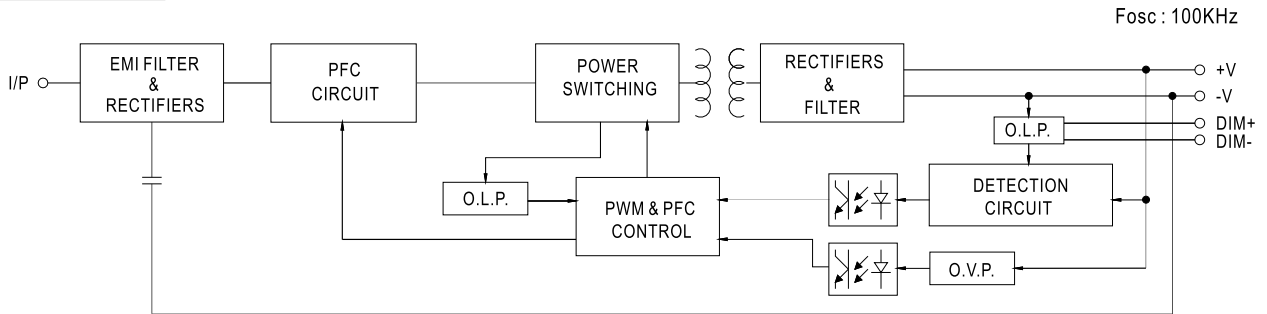 Fosc : 100KHz
I/P
EMI FILTER
&
RECTIFIERS
PFC
CIRCUIT
POWER
SWITCHING
RECTIFIERS
&
FILTER
+V
-V
DIM+
DIM-
O.L.P.
O.L.P.
PWM & PFC
CONTROL
DETECTION
CIRCUIT
O.V.P.